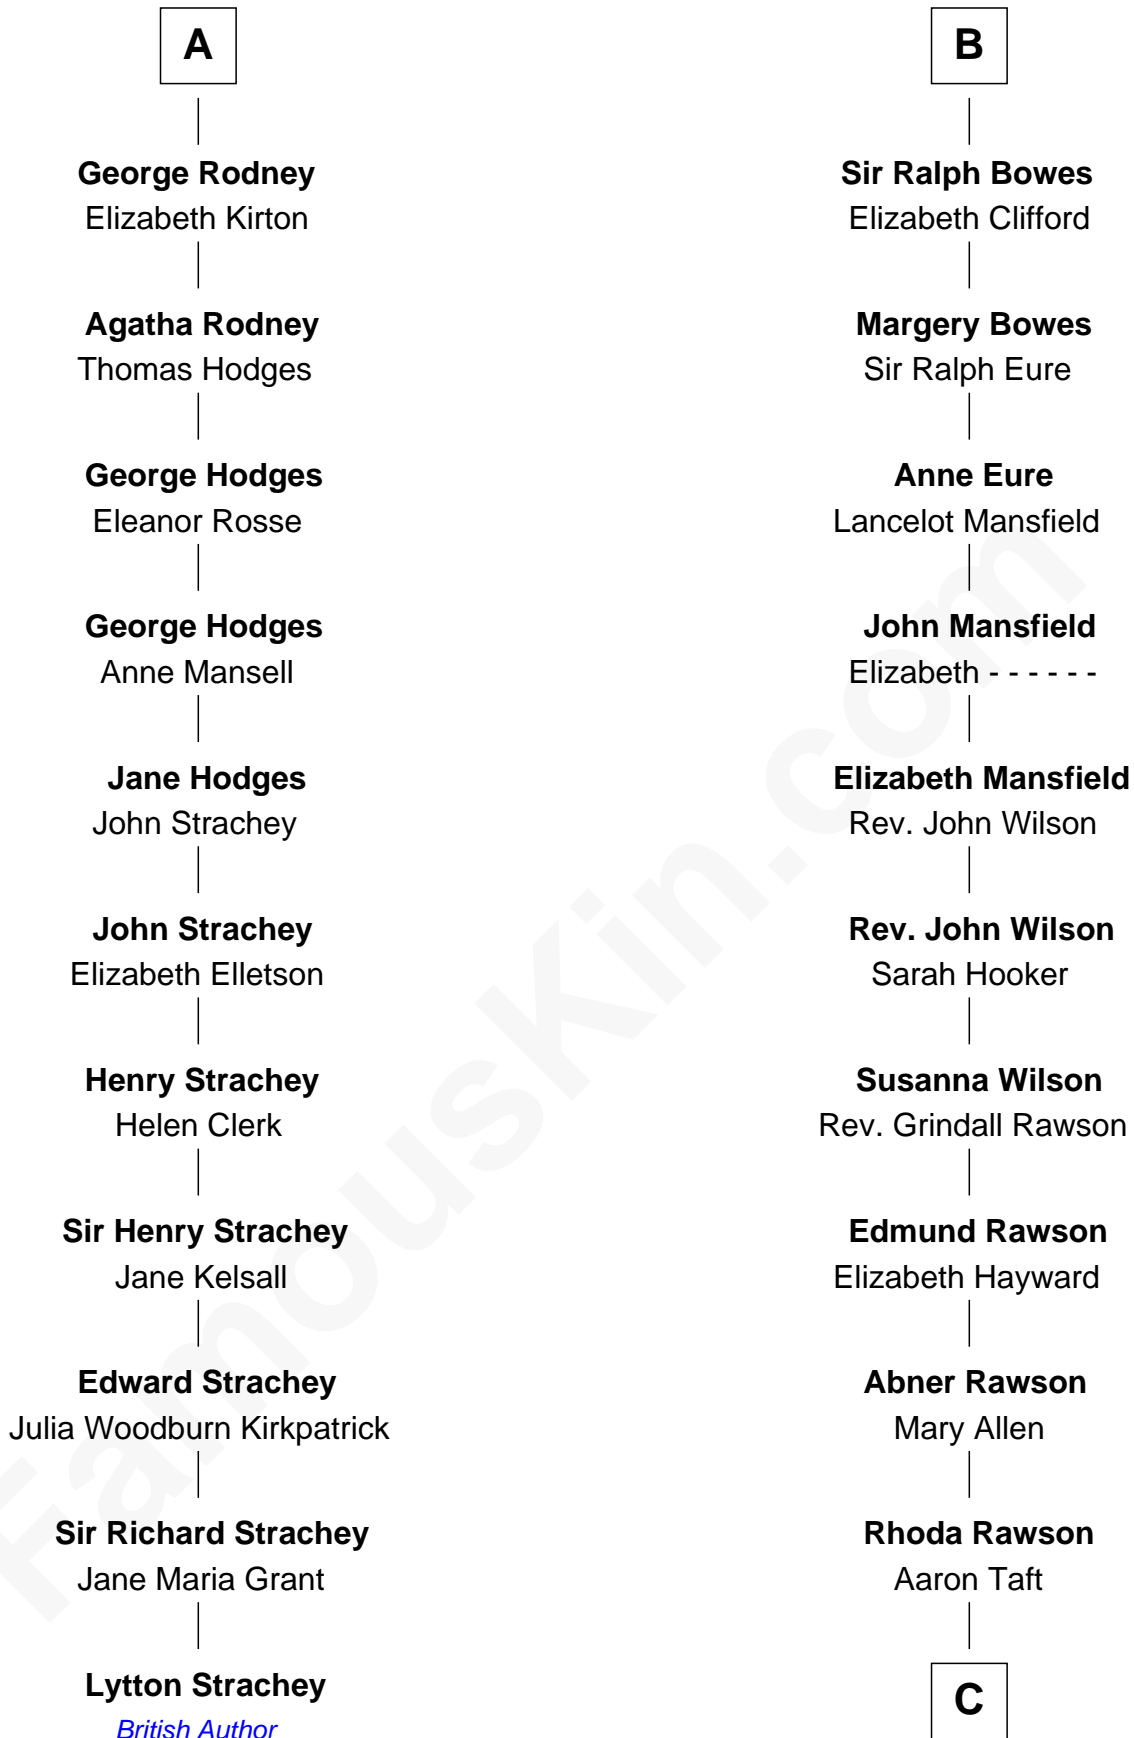 A
George Rodney
Elizabeth Kirton
Agatha Rodney
Thomas Hodges
George Hodges
Eleanor Rosse
George Hodges
Anne Mansell
Jane Hodges
John Strachey
John Strachey
Elizabeth Elletson
Henry Strachey
Helen Clerk
Sir Henry Strachey
Jane Kelsall
Edward Strachey
Julia Woodburn Kirkpatrick
Sir Richard Strachey
Jane Maria Grant
Lytton Strachey
British Author
B
Sir Ralph Bowes
Elizabeth Clifford
Margery Bowes
Sir Ralph Eure
Anne Eure
Lancelot Mansfield
John Mansfield
Elizabeth - - - - - -
Elizabeth Mansfield
Rev. John Wilson
Rev. John Wilson
Sarah Hooker
Susanna Wilson
Rev. Grindall Rawson
Edmund Rawson
Elizabeth Hayward
Abner Rawson
Mary Allen
Rhoda Rawson
Aaron Taft
C
FamousKin.com